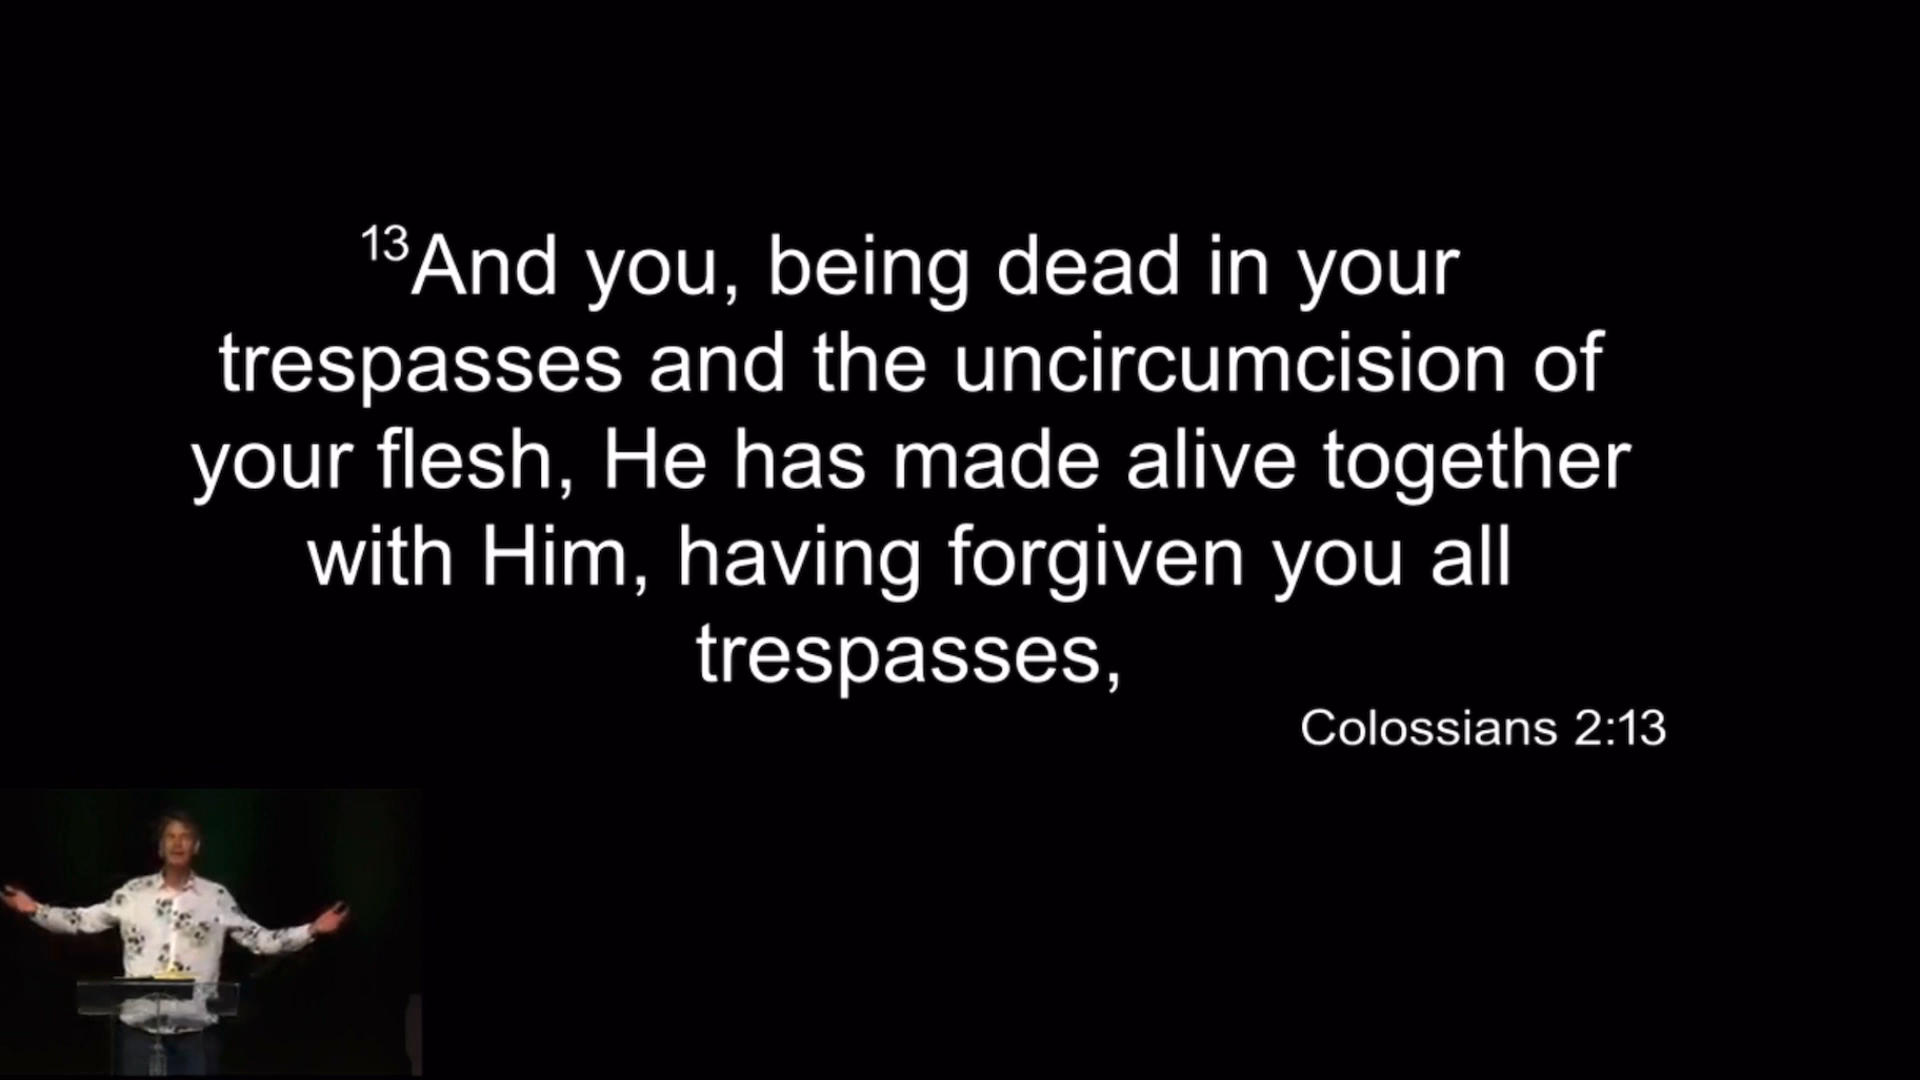 13And you, being dead in your
trespasses and the uncircumcision of
your flesh, He has made alive together
with Him, having forgiven you all
trespasses,
Colossians 2:13